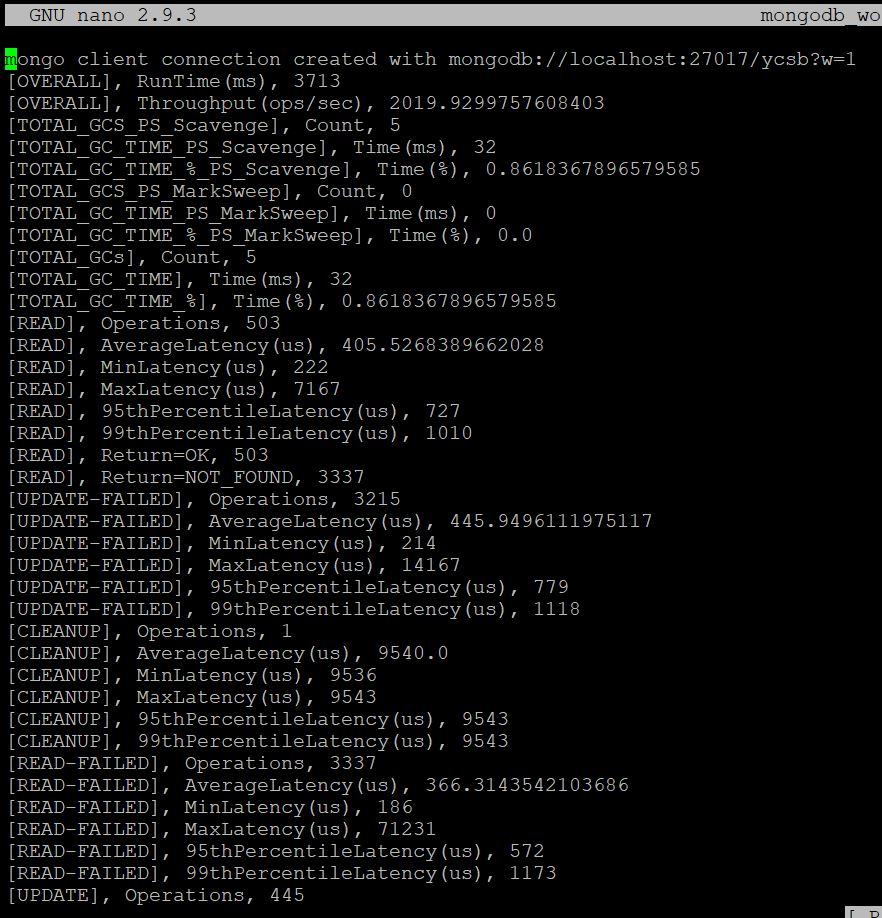 GNU nano 2.9.3 mongodb_wo
mongo client connection created with mongodb://localhost:27017/ycsb?w=1
[OVERALL], RunTime(ms), 3713
[OVERALL], Throughput(ops/sec), 2019.9299757608403
[TOTAL_GCS_PS_Scavenge], Count, 5
[TOTAL_GC_TIME_PS_Scavenge], Time(ms), 32
[TOTAL_GC_TIME_%_PS_Scavenge], Time(%), 0.8618367896579585
[TOTAL_GCS_PS_MarkSweep], Count, 0
[TOTAL_GC_TIME_PS_MarkSweep], Time(ms), 0
[TOTAL_GC_TIME_%_PS_MarkSweep], Time(%), 0.0
[TOTAL_GCs], Count, 5
[TOTAL_GC_TIME], Time(ms), 32
[TOTAL_GC_TIME_%], Time(%), 0.8618367896579585
[READ], Operations, 503
[READ], AverageLatency(us), 405.5268389662028
[READ], MinLatency(us), 222
[READ], MaxLatency(us), 7167
[READ], 95thPercentileLatency(us), 727
[READ], 99thPercentileLatency(us), 1010
[READ], Return=OK, 503
[READ], Return=NOT_FOUND, 3337
[UPDATE-FAILED], Operations, 3215
[UPDATE-FAILED], AverageLatency(us), 445.9496111975117
[UPDATE-FAILED], MinLatency(us), 214
[UPDATE-FAILED], MaxLatency(us), 14167
[UPDATE-FAILED], 95thPercentileLatency(us), 779
[UPDATE-FAILED], 99thPercentileLatency(us), 1118
[CLEANUP], Operations, 1
[CLEANUP], AverageLatency(us), 9540.0
[CLEANUP], MinLatency(us), 9536
[CLEANUP], MaxLatency(us), 9543
[CLEANUP], 95thPercentileLatency(us), 9543
[CLEANUP], 99thPercentileLatency(us), 9543
[READ-FAILED], Operations, 3337
[READ-FAILED], AverageLatency(us), 366.3143542103686
[READ-FAILED], MinLatency(us), 186
[READ-FAILED], MaxLatency(us), 71231
[READ-FAILED], 95thPercentileLatency(us), 572
[READ-FAILED], 99thPercentileLatency(us), 1173
[UPDATE], Operations, 445